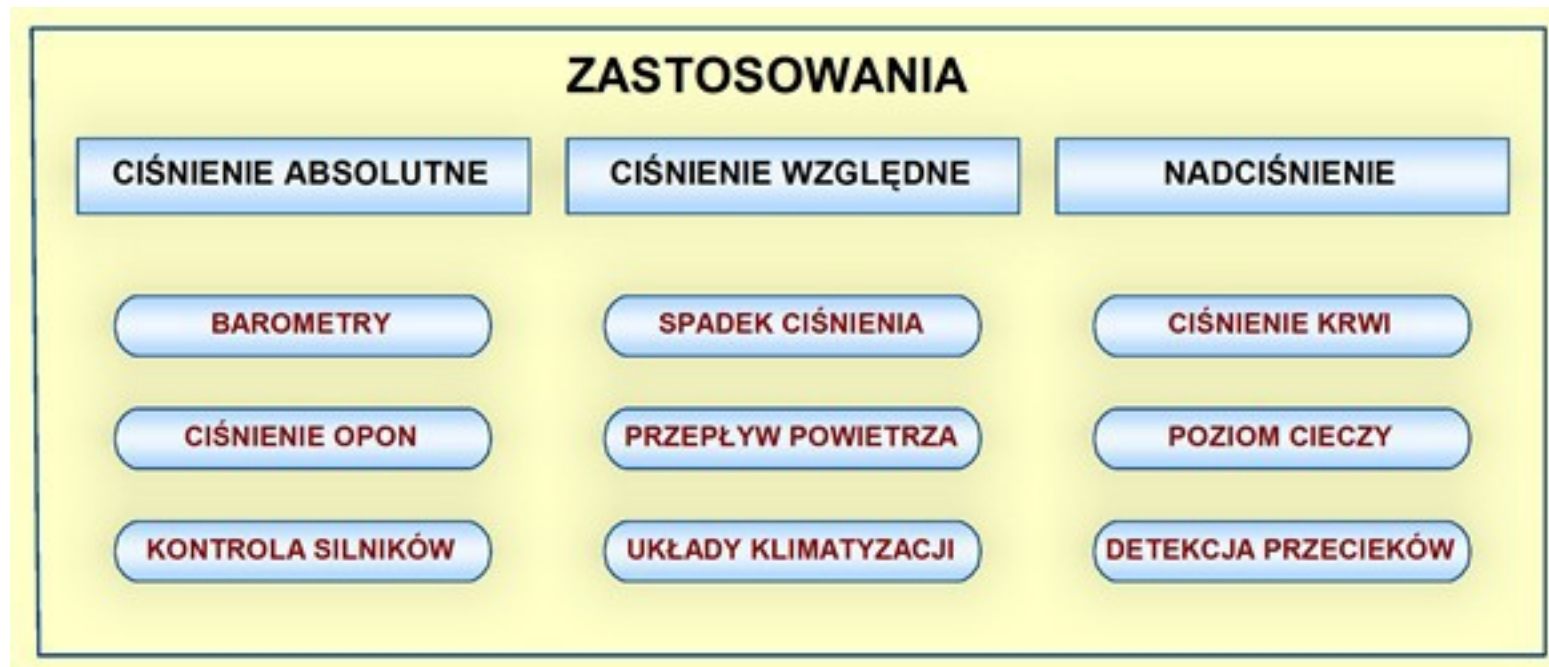 ZASTOSOWANIA
CIŚNIENIE ABSOLUTNE
CIŚNIENIE WZGLĘDNE
NADCIŚNIENIE
BAROMETRY
SPADEK CIŚNIENIA
CIŚNIENIE KRWI
CIŚNIENIE OPON
PRZEPŁYW POWIETRZA
POZIOM CIECZY
KONTROLA SILNIKÓW
UKŁADY KLIMATYZACJI
DETEKCJA PRZECIEKÓW